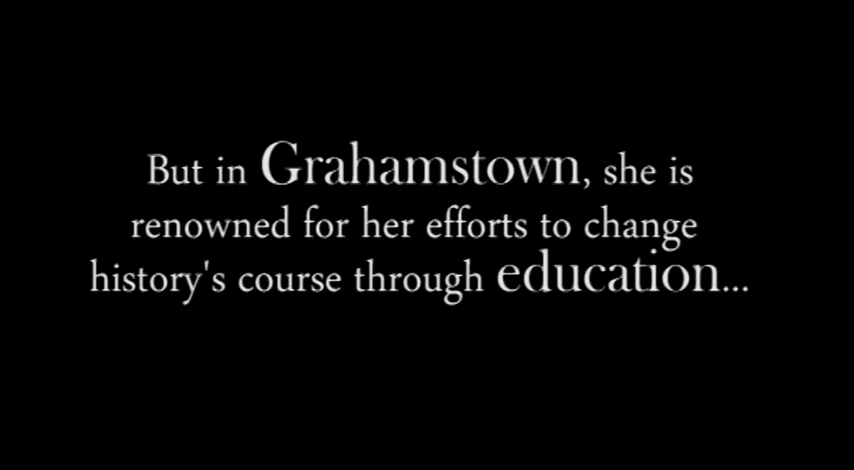 But in Grahamstown, she is
renowned for her efforts to change
history's course through education...